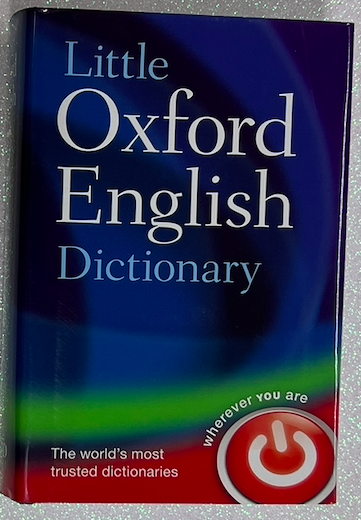 Little
Oxford
English
Dictionary
wherever YOU are
The world's most
trusted dictionaries